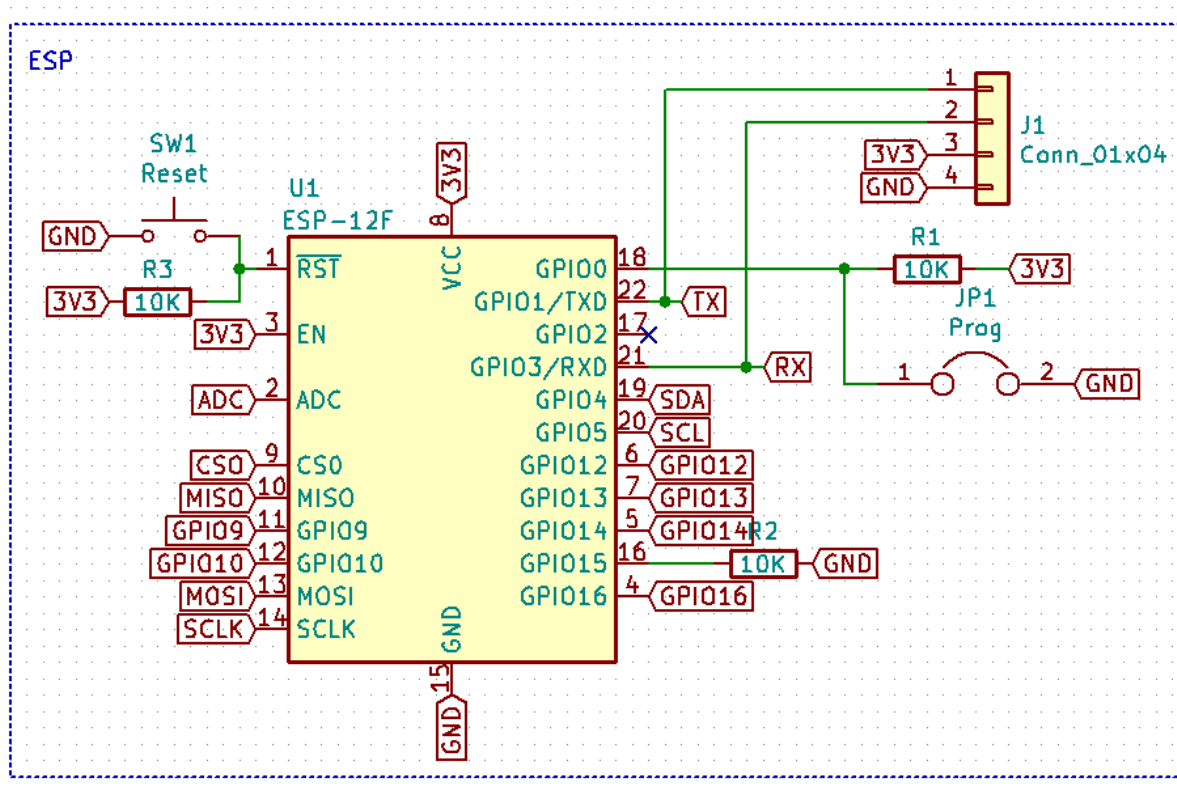 ESP
SW1
Reset
GND
R3
3V3
10K
U1
ESP-12F
3V3
8
VCC
1
RST
3V3
3
EN
ADC
2
ADC
CS0
9
CS0
MISO
10
MISO
GPIO9
11
GPIO9
GPIO10
12
GPIO10
MOSI
13
MOSI
SCLK
14
SCLK
GND
15
GND
GPIO0
18
GPIO1/TXD
22
TX
GPIO2
17
GPIO3/RXD
21
RX
GPIO4
19
SDA
GPIO5
20
SCL
GPIO12
6
GPIO12
GPIO13
7
GPIO13
GPIO14
5
GPIO14
GPIO15
16
R2
10K
GND
GPIO16
4
GPIO16
1
2
3V3
3
GND
4
J1
Conn_01x04
R1
10K
3V3
JP1
Prog
1
2
GND